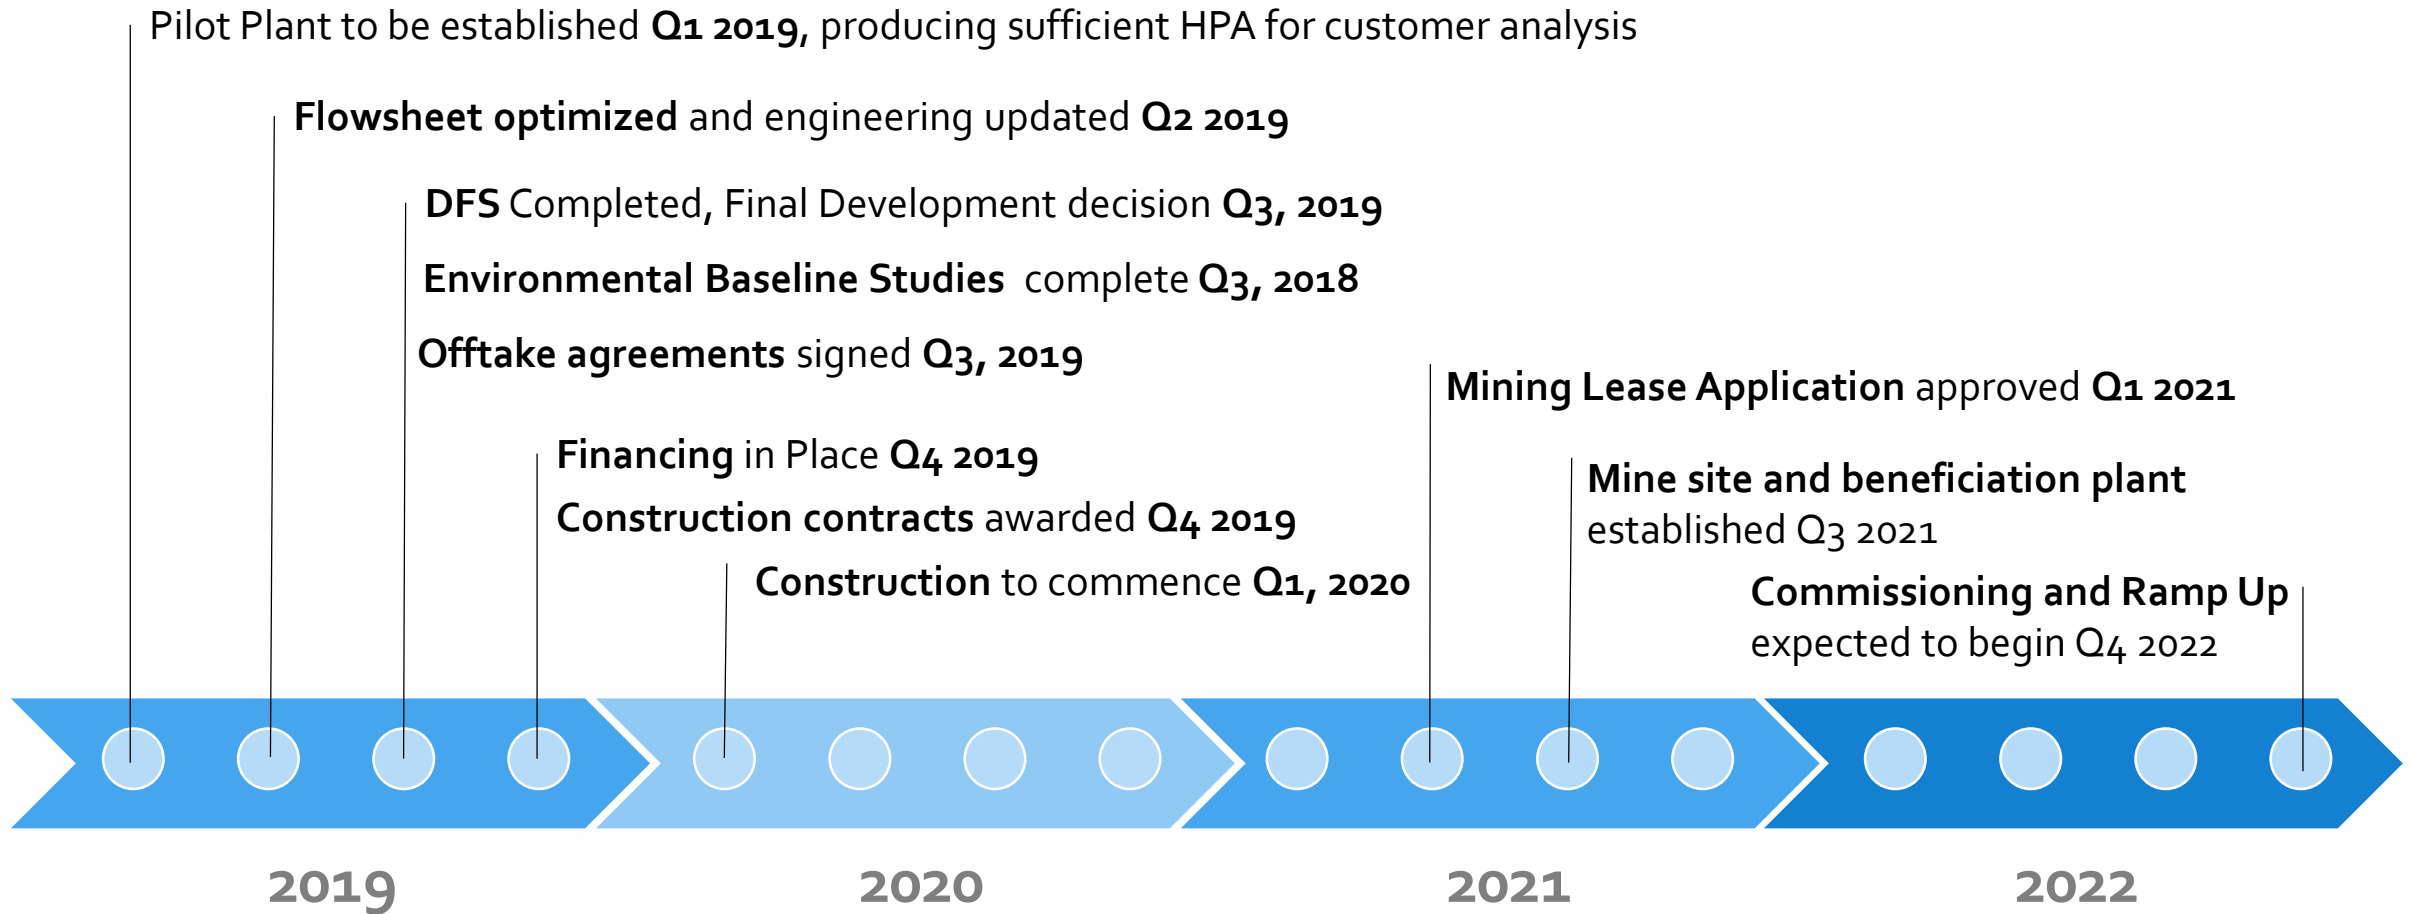 Pilot Plant to be established Q1 2019, producing sufficient HPA for customer analysis
Flowsheet optimized and engineering updated Q2 2019
DFS Completed, Final Development decision Q3, 2019
Environmental Baseline Studies complete Q3, 2018
Offtake agreements signed Q3, 2019
Financing in Place Q4 2019
Construction contracts awarded Q4 2019
Construction to commence Q1, 2020
Mining Lease Application approved Q1 2021
Mine site and beneficiation plant
established Q3 2021
Commissioning and Ramp Up
expected to begin Q4 2022
2019
2020
2021
2022